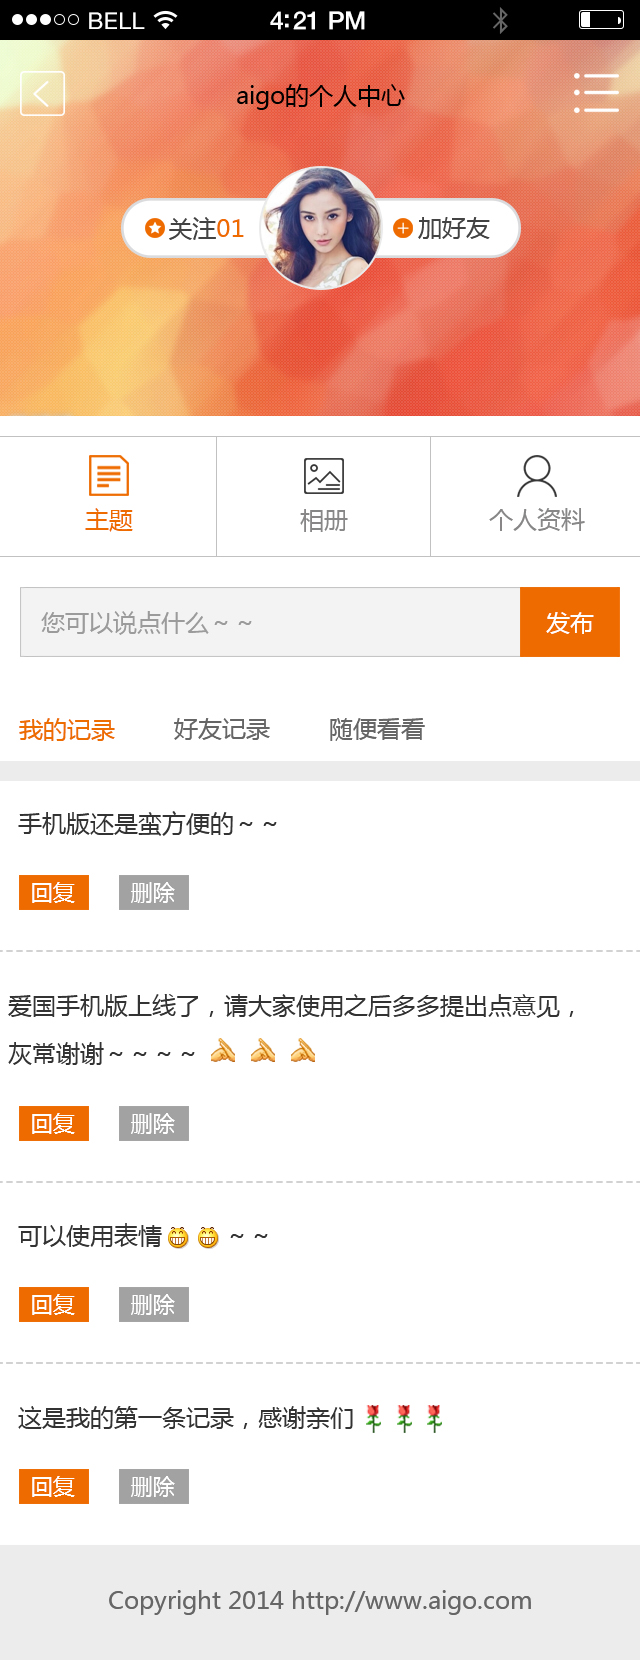 BELL 4:21 PM
aigo的个人中心
关注01 加好友
主题 相册 个人资料
您可以说点什么～～ 发布
我的记录 好友记录 随便看看
手机版还是蛮方便的～～
回复 删除
爱国手机版上线了，请大家使用之后多多提出点意见，
灰常谢谢～～～～
回复 删除
可以使用表情😁😁～～
回复 删除
这是我的第一条记录，感谢亲们🌹🌹🌹
回复 删除
Copyright 2014 http://www.aigo.com